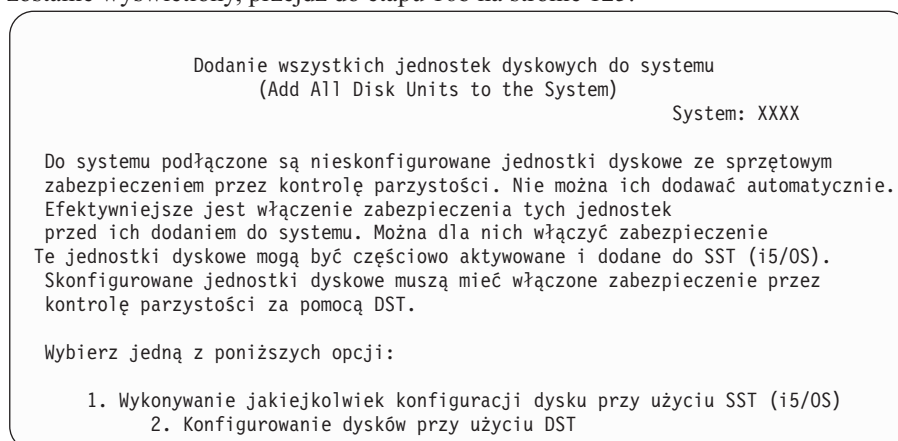 zostanie wyświetlony, przejdź do etapu 108 na stronie 125.
Dodanie wszystkich jednostek dyskowych do systemu
(Add All Disk Units to the System)
System: XXXX
Do systemu podłączone są nieskonfigurowane jednostki dyskowe ze sprzętowym
zabezpieczeniem przez kontrolę parzystości. Nie można ich dodawać automatycznie.
Efektywniejsze jest włączenie zabezpieczenia tych jednostek
przed ich dodaniem do systemu. Można dla nich włączyć zabezpieczenie
Te jednostki dyskowe mogą być częściowo aktywowane i dodane do SST (i5/OS).
Skonfigurowane jednostki dyskowe muszą mieć włączone zabezpieczenie przez
kontrolę parzystości za pomocą DST.
Wybierz jedną z poniższych opcji:
1. Wykonywanie jakiejkolwiek konfiguracji dysku przy użyciu SST (i5/OS)
2. Konfigurowanie dysków przy użyciu DST